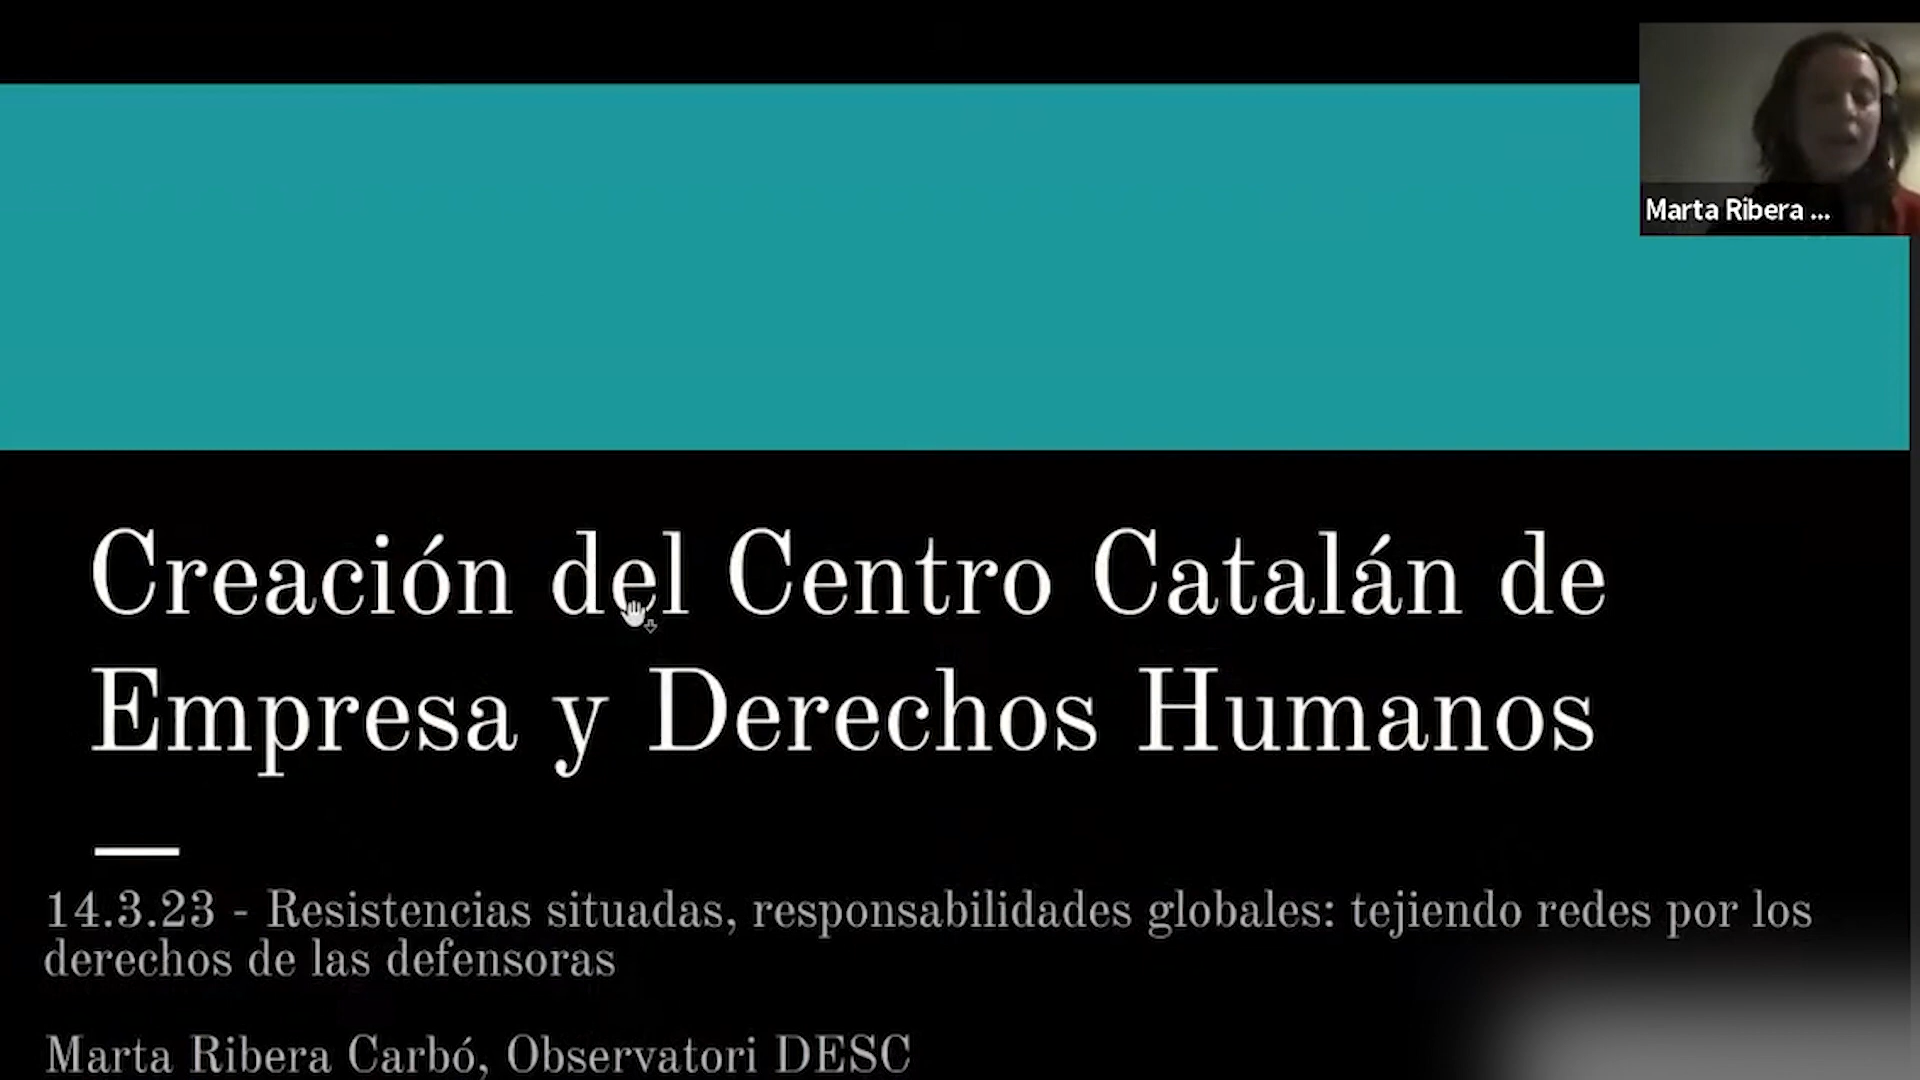 Marta Ribera ...
Creación del Centro Catalán de
Empresa y Derechos Humanos
14.3.23 - Resistencias situadas, responsabilidades globales: tejiendo redes por los
derechos de las defensoras
Marta Ribera Carbó, Observatori DESC